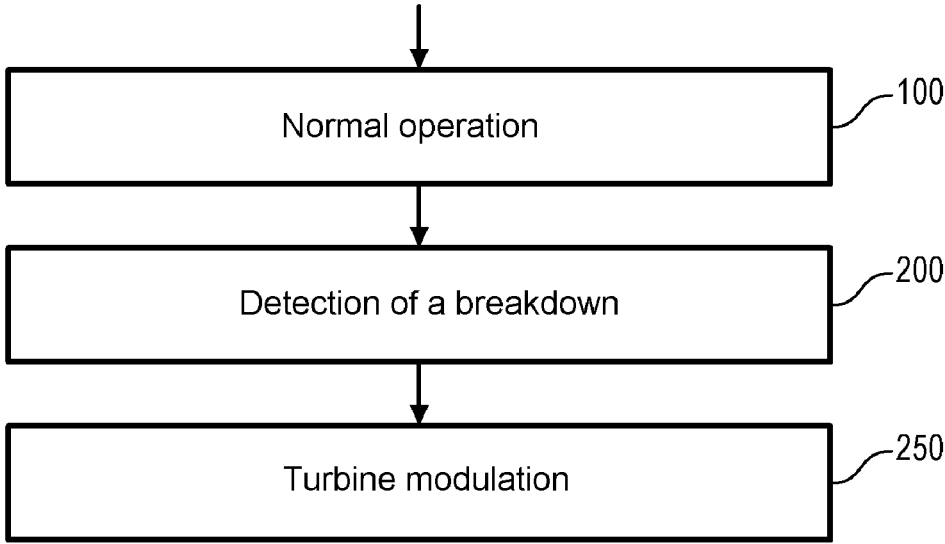 100
Normal operation
200
Detection of a breakdown
250
Turbine modulation